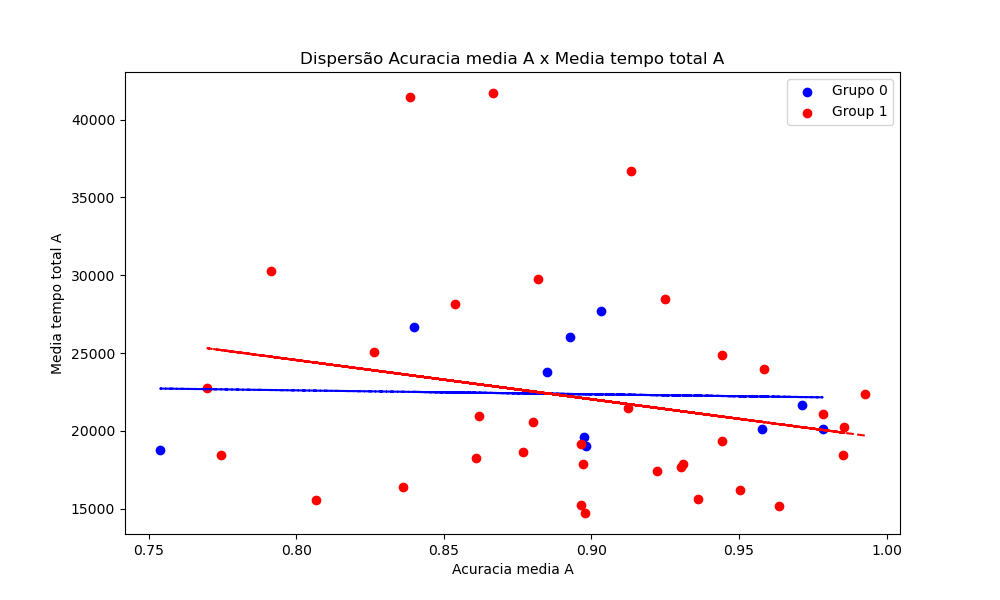 Dispersão Acuracia media A x Media tempo total A
Grupo 0
Group 1
Media tempo total A
40000
35000
30000
25000
20000
15000
0.75
0.80
0.85
0.90
0.95
1.00
Acuracia media A